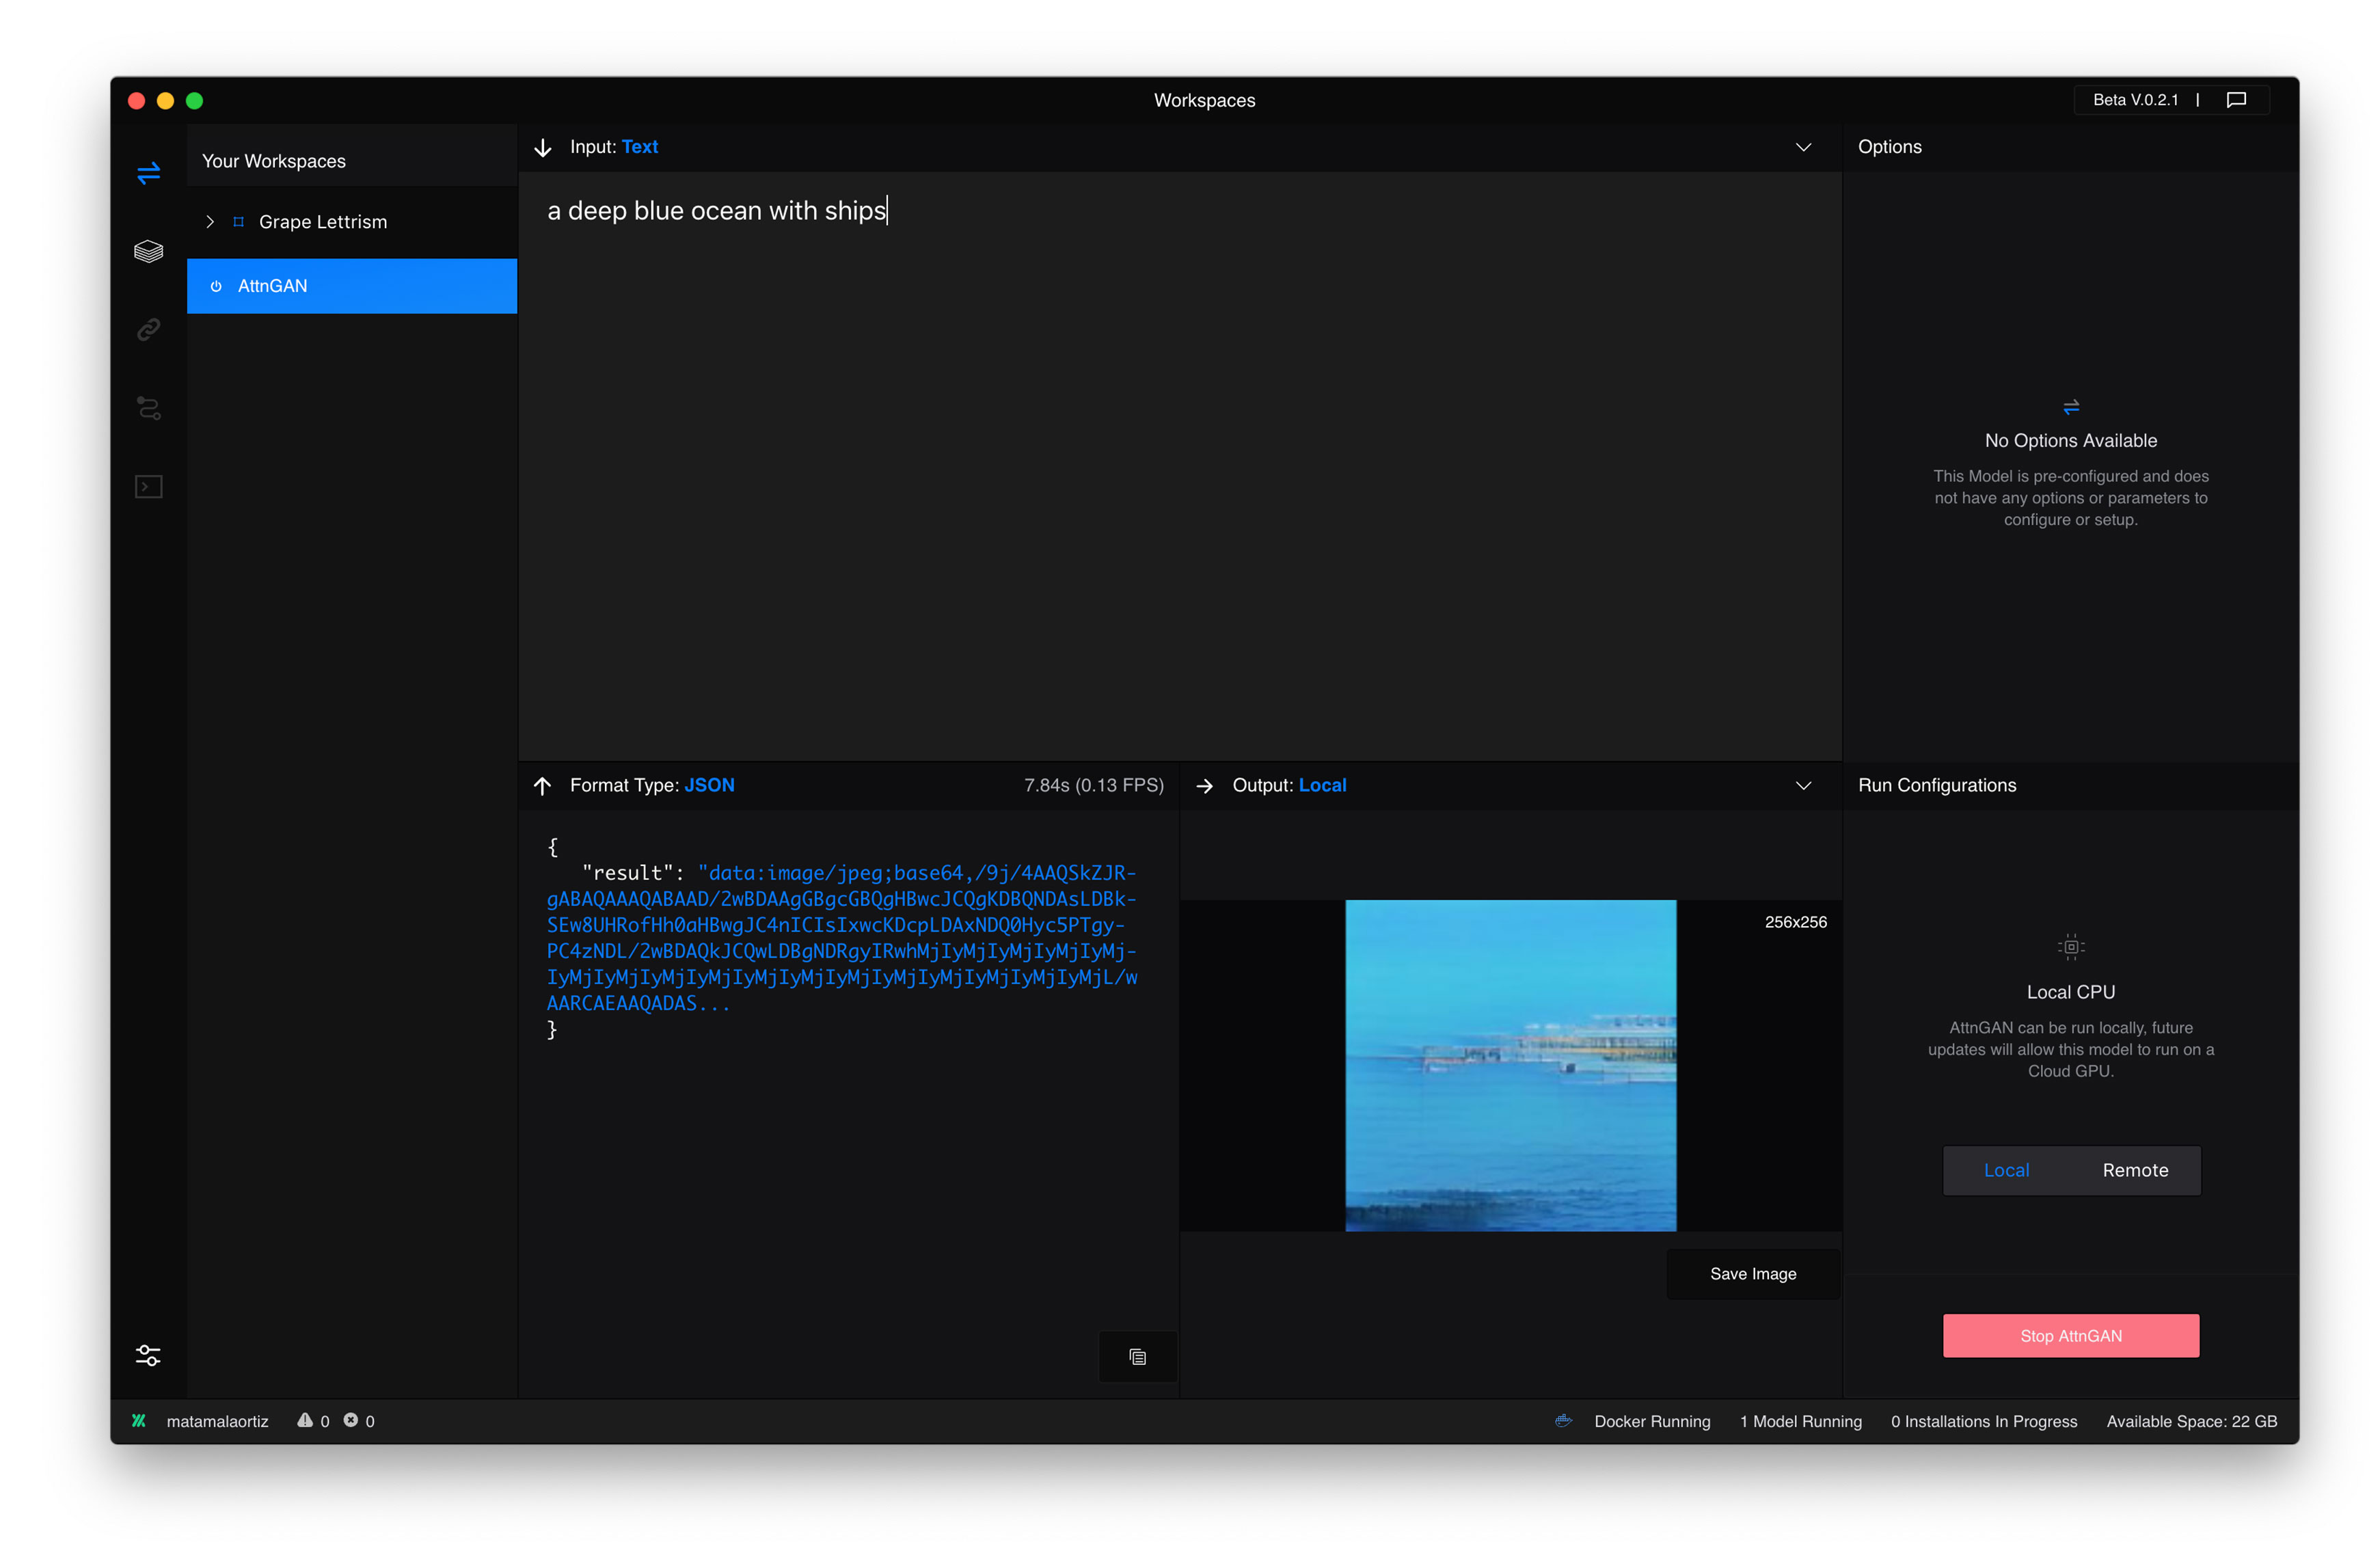 Workspaces
Beta V.0.2.1 |
Your Workspaces
Grape Lettrism
AttnGAN
Input: Text
a deep blue ocean with ships
Options
No Options Available
This Model is pre-configured and does
not have any options or parameters to
configure or setup.
Format Type: JSON
7.84s (0.13 FPS)
{
"result": "data:image/jpeg;base64,/9j/4AAQSkZJR-
gABAQAAAQABAAD/2wBDAAgGBgcGBQgHBwcJCQgKDBQNDAsLDBk-
SEw8UHRofHh0aHBwgJC4nICIsIxwcKDcpLDAxNDQ0Hyc5PTgy-
PC4zNDL/2wBDAQkJCQwLDBgNDRgyIRwhMjIyMjIyMjIyMjIyMj-
IyMjIyMjIyMjIyMjIyMjIyMjIyMjIyMjIyMjIyMjIyMjIyMjL/w
AARCAEAAQADAS...
}
Output: Local
256x256
Save Image
Run Configurations
Local CPU
AttnGAN can be run locally, future
updates will allow this model to run on a
Cloud GPU.
Local
Remote
Stop AttnGAN
matamalaortiz
0
0
Docker Running
1 Model Running
0 Installations In Progress
Available Space: 22 GB